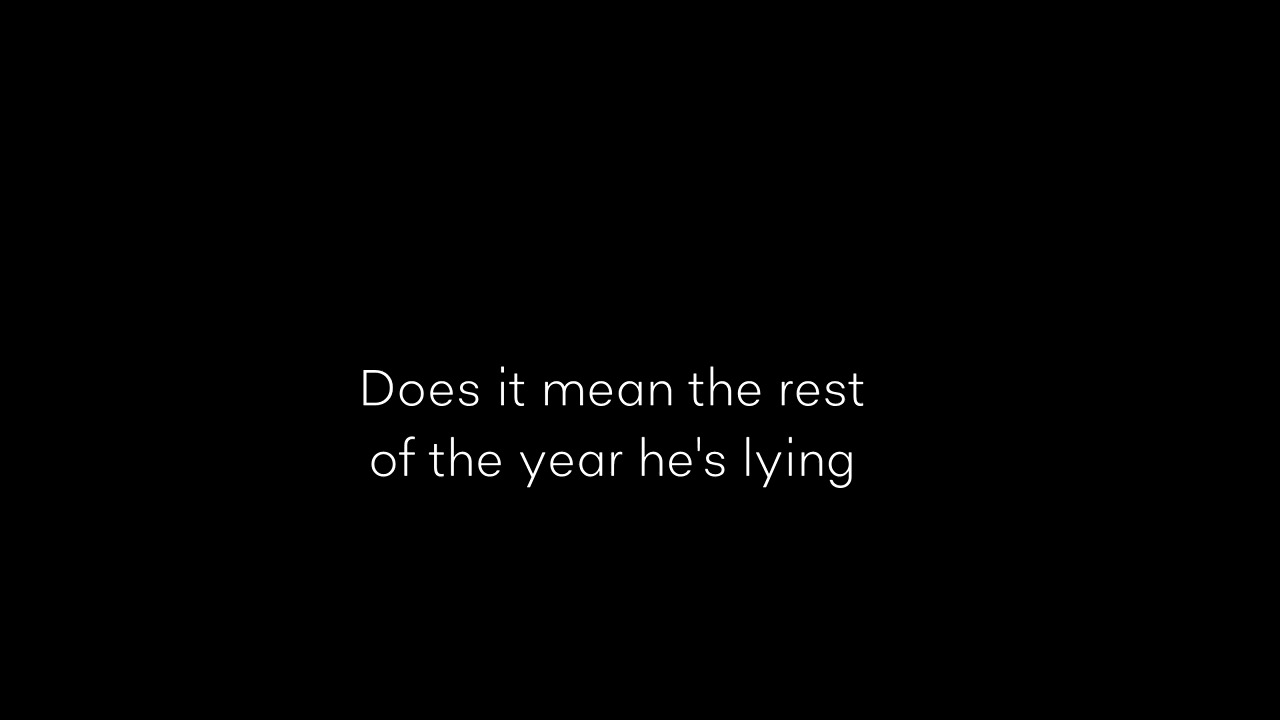 Does it mean the rest
of the year he's lying